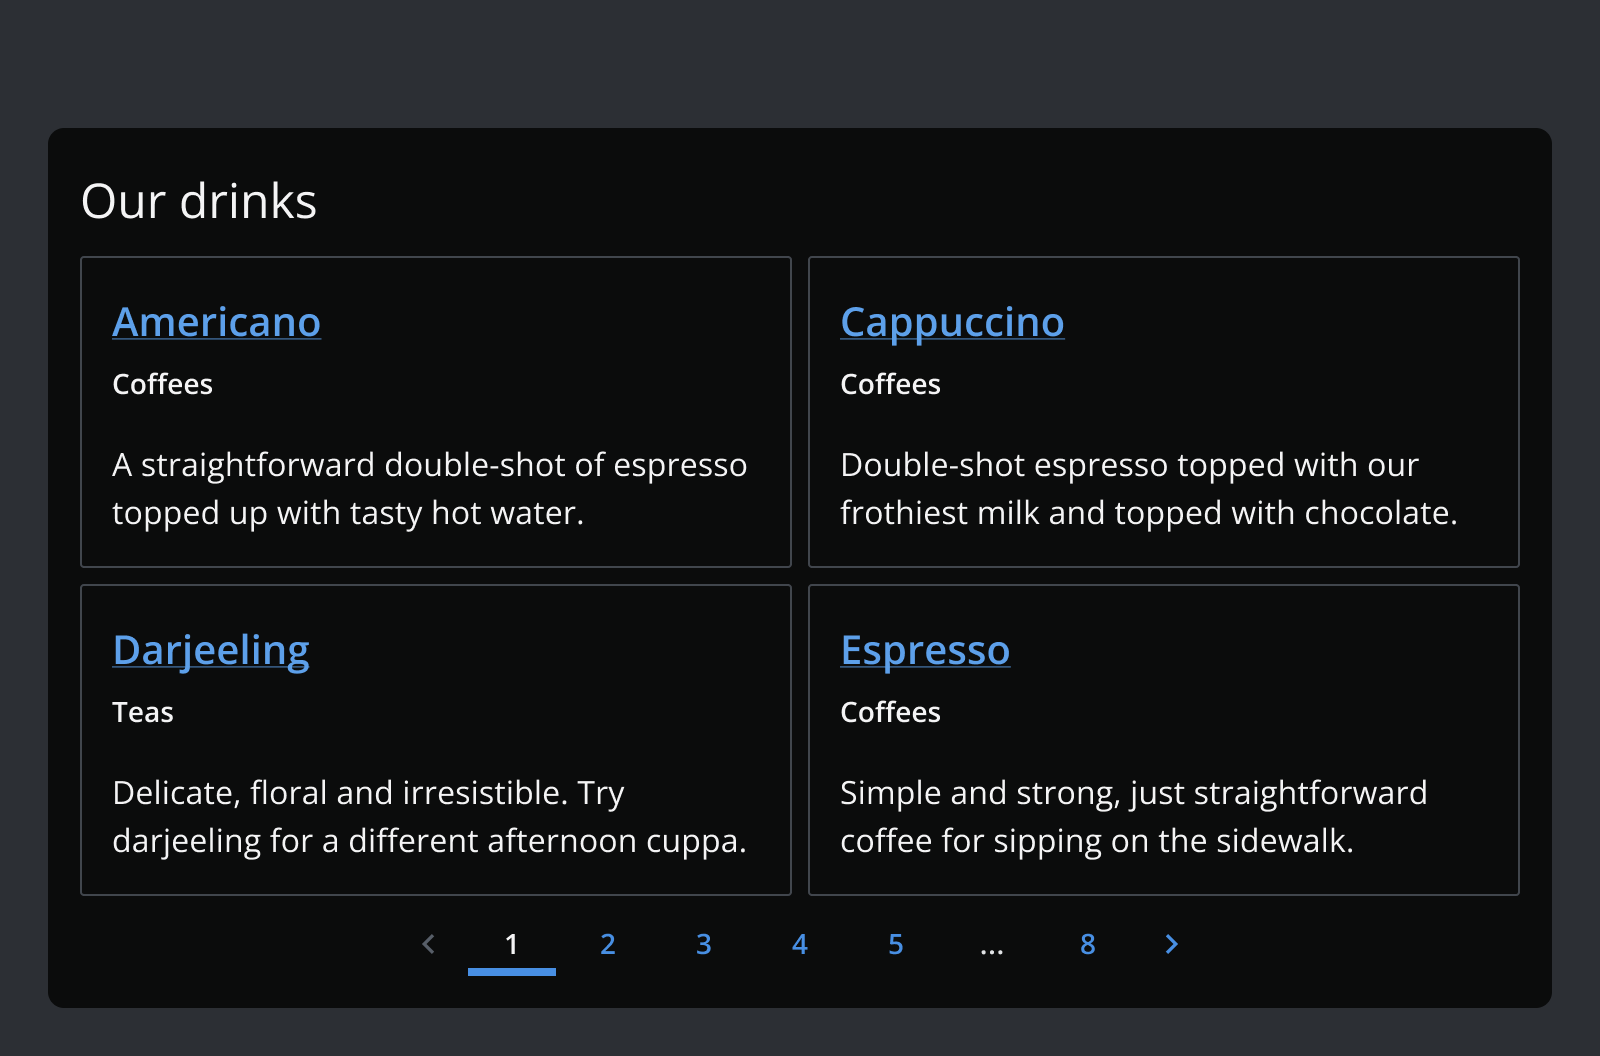 Our drinks
Americano
Coffees
A straightforward double-shot of espresso
topped up with tasty hot water.
Cappuccino
Coffees
Double-shot espresso topped with our
frothiest milk and topped with chocolate.
Darjeeling
Teas
Delicate, floral and irresistible. Try
darjeeling for a different afternoon cuppa.
Espresso
Coffees
Simple and strong, just straightforward
coffee for sipping on the sidewalk.
1 2 3 4 5 ... 8